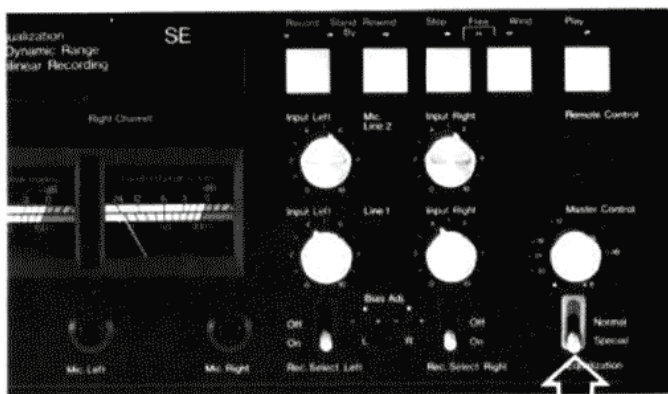 ualization
Dynamic Range
linear Recording
SE
Record
Stand
By
Rewind
Stop
Free
Wind
Play
Right Channel
Input Left
Mic.
Line 2
Input Right
Remote Control
Input Left
Line 1
Input Right
Master Control
Bias Adj.
Off
On
L
R
Off
On
Normal
Special
Mic Left
Mic Right
Rec. Select Left
Rec. Select Right